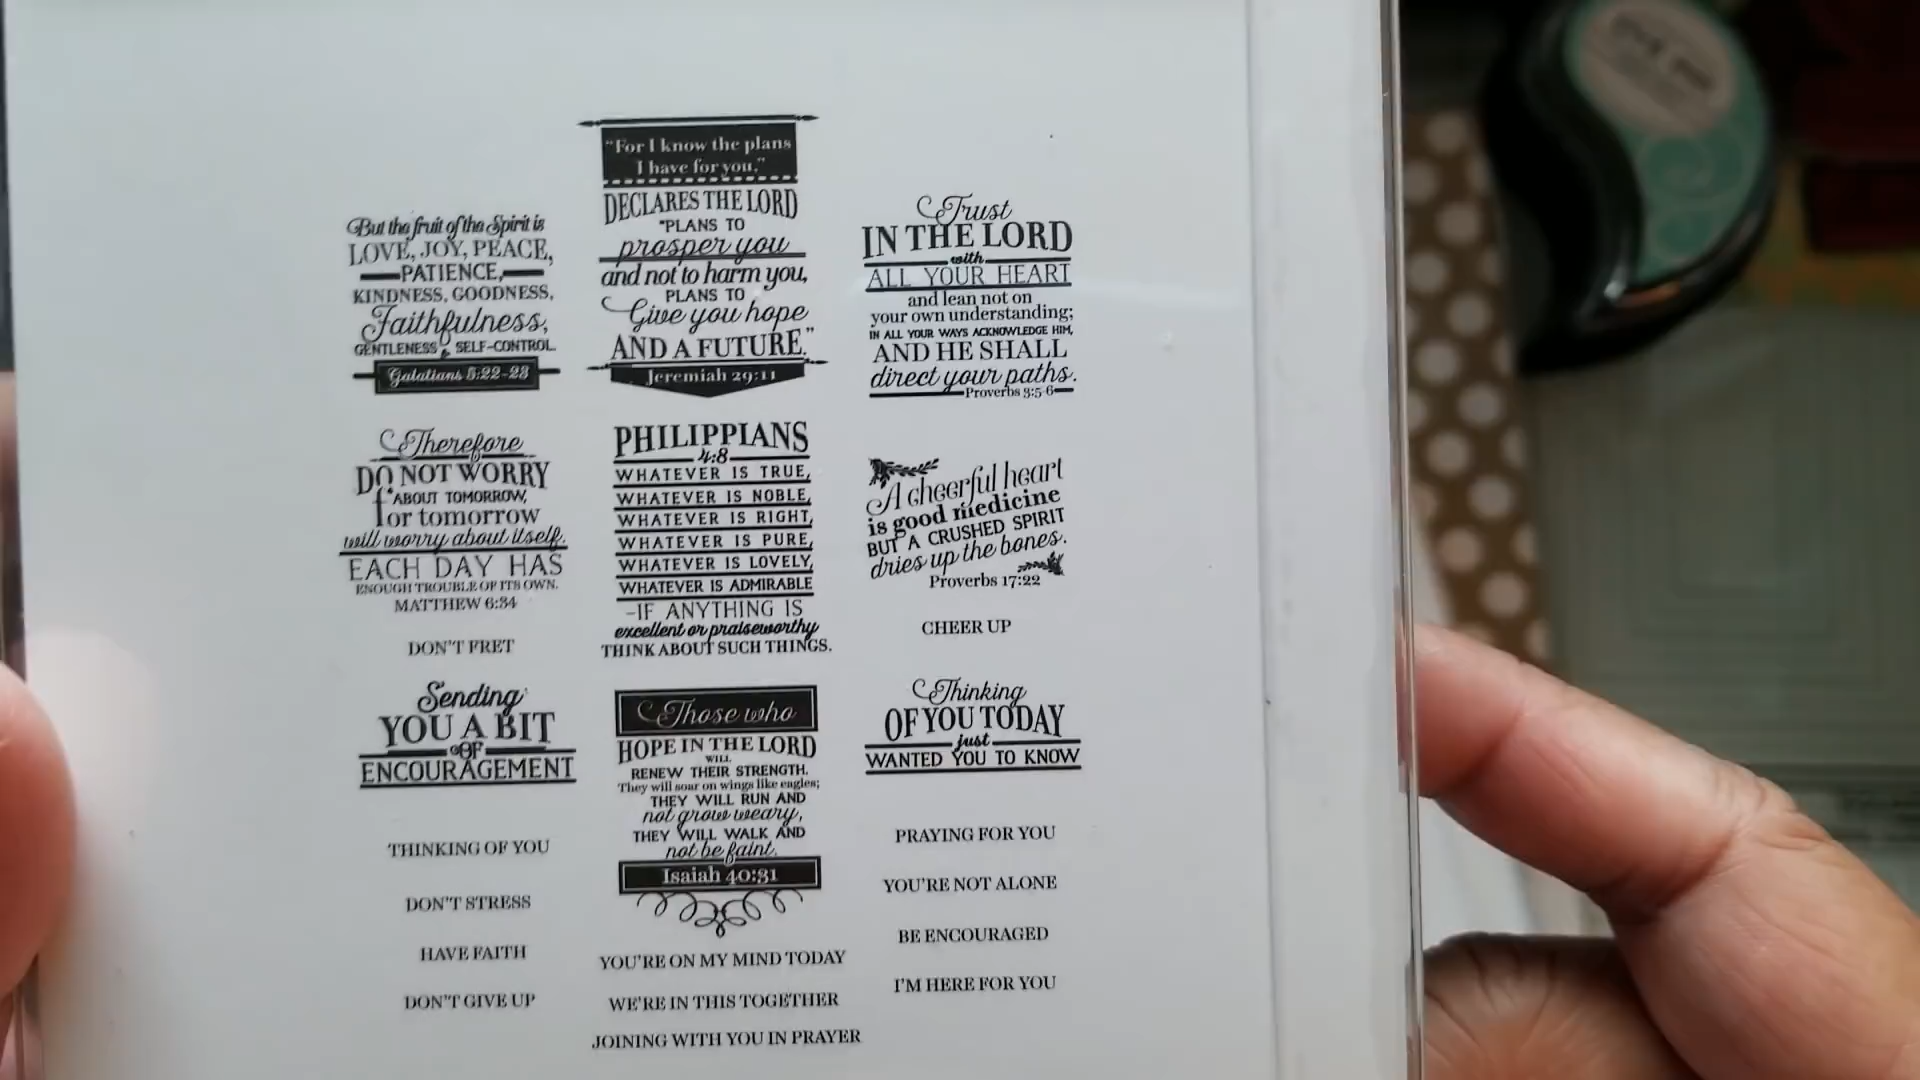 But the fruit of the Spirit is
LOVE, JOY, PEACE,
PATIENCE,
KINDNESS, GOODNESS,
Faithfulness,
GENTLENESS & SELF-CONTROL.
Galatians 5:22-23
"For I know the plans
I have for you,"
DECLARES THE LORD
"PLANS TO
prosper you
and not to harm you,
PLANS TO
Give you hope
AND A FUTURE."
Jeremiah 29:11
Trust
IN THE LORD
with
ALL YOUR HEART
and lean not on
your own understanding;
IN ALL YOUR WAYS ACKNOWLEDGE HIM,
AND HE SHALL
direct your paths.
Proverbs 3:5-6
Therefore
DO NOT WORRY
ABOUT TOMORROW,
for tomorrow
will worry about itself.
EACH DAY HAS
ENOUGH TROUBLE OF ITS OWN.
MATTHEW 6:34
DON'T FRET
PHILIPPIANS
4:8
WHATEVER IS TRUE,
WHATEVER IS NOBLE,
WHATEVER IS RIGHT,
WHATEVER IS PURE,
WHATEVER IS LOVELY,
WHATEVER IS ADMIRABLE
-IF ANYTHING IS
excellent or praiseworthy
THINK ABOUT SUCH THINGS.
A cheerful heart
is good medicine
BUT A CRUSHED SPIRIT
dries up the bones.
Proverbs 17:22
CHEER UP
Sending
YOU A BIT
OF
ENCOURAGEMENT
THINKING OF YOU
DON'T STRESS
HAVE FAITH
DON'T GIVE UP
Those who
HOPE IN THE LORD
WILL
RENEW THEIR STRENGTH.
They will soar on wings like eagles;
THEY WILL RUN AND
not grow weary,
THEY WILL WALK AND
not be faint.
Isaiah 40:31
YOU'RE ON MY MIND TODAY
WE'RE IN THIS TOGETHER
JOINING WITH YOU IN PRAYER
Thinking
OF YOU TODAY
just
WANTED YOU TO KNOW
PRAYING FOR YOU
YOU'RE NOT ALONE
BE ENCOURAGED
I'M HERE FOR YOU